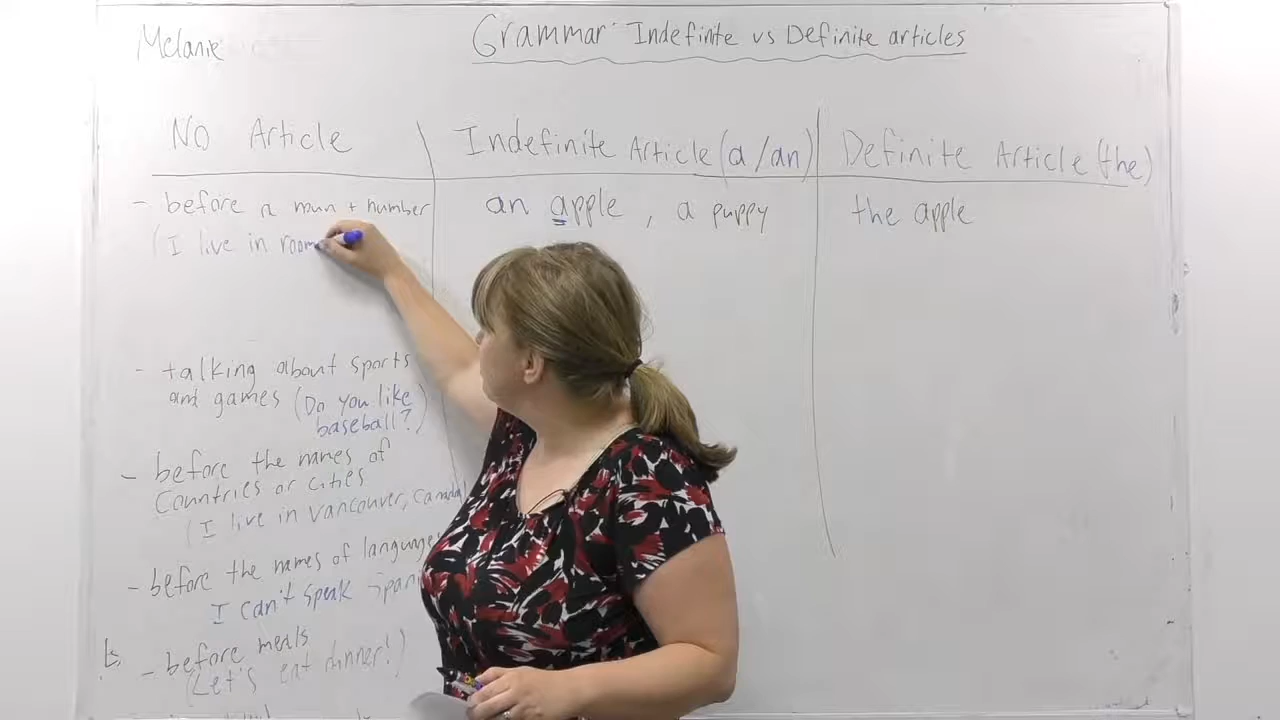 Melanie
Grammar Indefinite vs Definite articles
No Article
Indefinite Article (a/an)
Definite Article (the)
- before a noun + number
(I live in room
an apple, a puppy
the apple
- talking about sports
and games (Do you like
baseball?)
- before the names of
Countries or cities
(I live in Vancouver, Canada)
- before the names of language
I can't speak Spani
- before meals
(Let's eat dinner!)